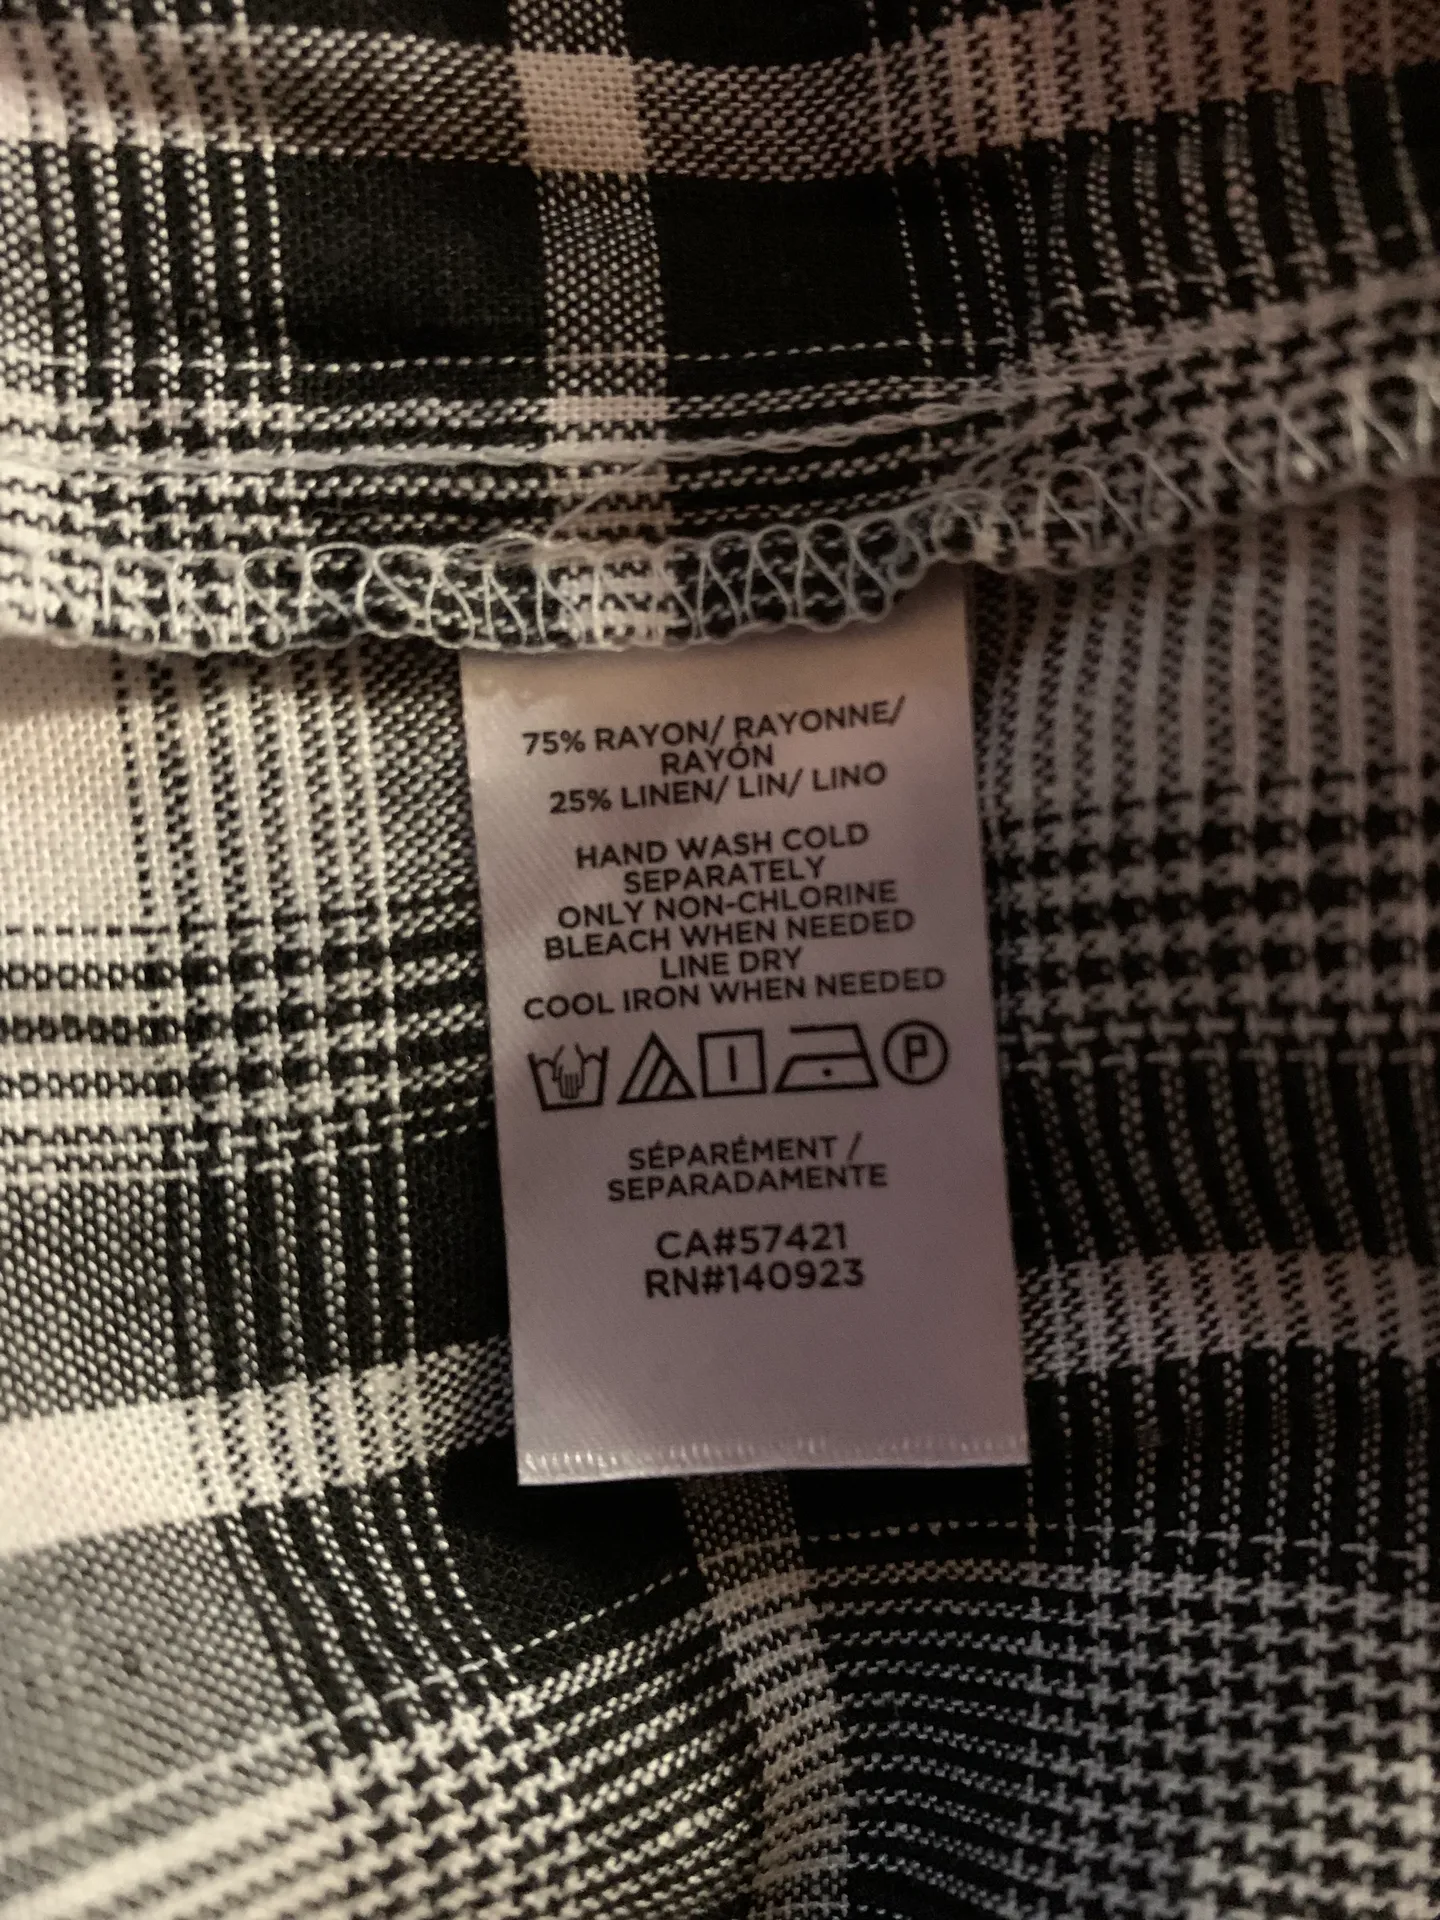 75% RAYON/ RAYONNE/
RAYÓN
25% LINEN/ LIN/ LINO
HAND WASH COLD
SEPARATELY
ONLY NON-CHLORINE
BLEACH WHEN NEEDED
LINE DRY
COOL IRON WHEN NEEDED
P
SÉPARÉMENT /
SEPARADAMENTE
CA#57421
RN#140923